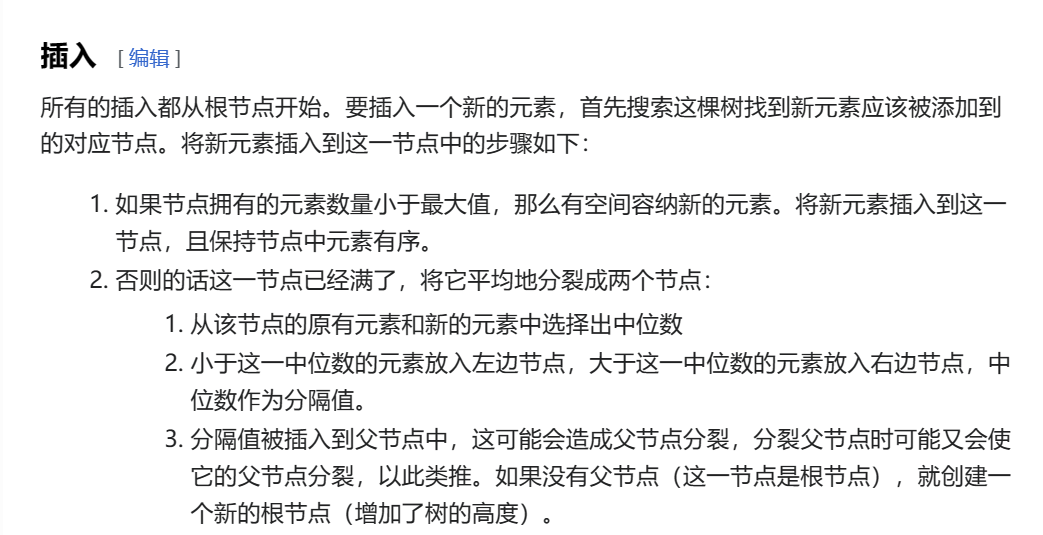 插入 [ 编辑 ]
所有的插入都从根节点开始。要插入一个新的元素，首先搜索这棵树找到新元素应该被添加到
的对应节点。将新元素插入到这一节点中的步骤如下：
1. 如果节点拥有的元素数量小于最大值，那么有空间容纳新的元素。将新元素插入到这一
节点，且保持节点中元素有序。
2. 否则的话这一节点已经满了，将它平均地分裂成两个节点：
1. 从该节点的原有元素和新的元素中选择出中位数
2. 小于这一中位数的元素放入左边节点，大于这一中位数的元素放入右边节点，中
位数作为分隔值。
3. 分隔值被插入到父节点中，这可能会造成父节点分裂，分裂父节点时可能又会使
它的父节点分裂，以此类推。如果没有父节点（这一节点是根节点），就创建一
个新的根节点（增加了树的高度）。